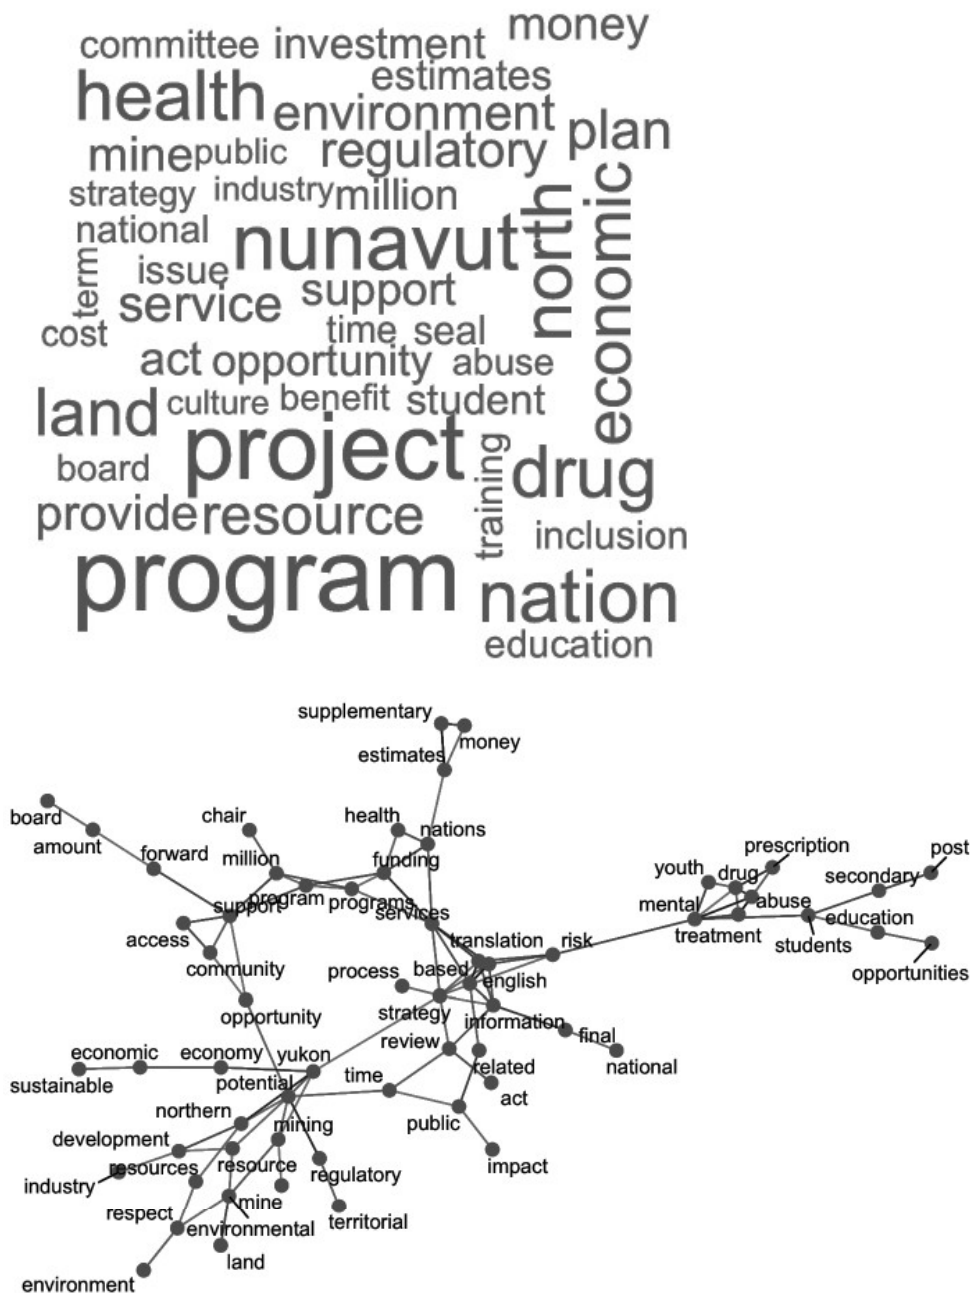 money
committee investment
estimates
health
environment
plan
mine public regulatory
strategy industry million
national
north
economic
nunavut
term
issue
service support
cost
time seal
act opportunity abuse
land culture benefit student
project
board
training
drug
provide resource
inclusion
program
nation
education
supplementary
money
estimates
board
chair
health
nations
amount
forward
million
funding
prescription
post
youth
drug
secondary
support
program
programs
services
mental
abuse
access
translation
risk
treatment
education
students
community
process
based
english
opportunities
opportunity
strategy
information
final
economic
economy
yukon
review
related
national
sustainable
potential
time
act
northern
mining
public
development
resources
resource
regulatory
impact
industry
mine
respect
environmental
territorial
land
environment